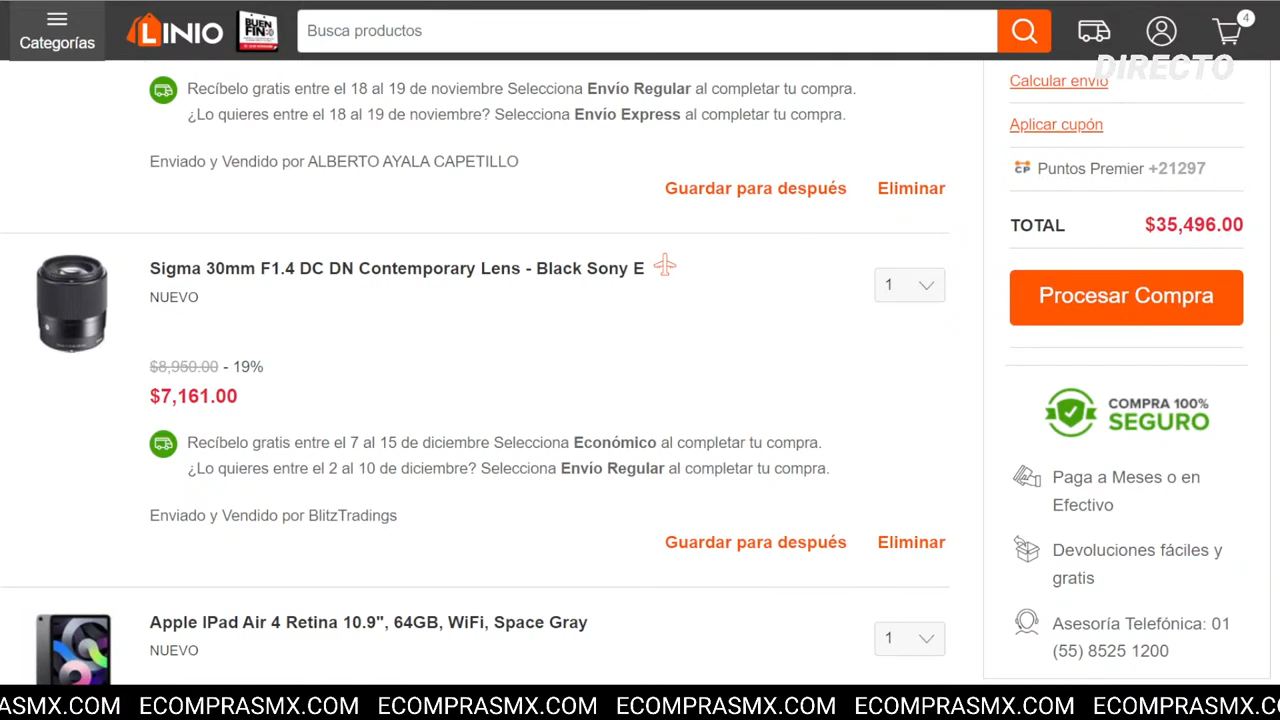 Categorías
LINIO
BUEN
FIN
Busca productos
4
DIRECTO
Recíbelo gratis entre el 18 al 19 de noviembre Selecciona Envío Regular al completar tu compra.
¿Lo quieres entre el 18 al 19 de noviembre? Selecciona Envío Express al completar tu compra.
Enviado y Vendido por ALBERTO AYALA CAPETILLO
Guardar para después Eliminar
Sigma 30mm F1.4 DC DN Contemporary Lens - Black Sony E
NUEVO
1
$8,950.00 - 19%
$7,161.00
Recíbelo gratis entre el 7 al 15 de diciembre Selecciona Económico al completar tu compra.
¿Lo quieres entre el 2 al 10 de diciembre? Selecciona Envío Regular al completar tu compra.
Enviado y Vendido por BlitzTradings
Guardar para después Eliminar
Apple IPad Air 4 Retina 10.9", 64GB, WiFi, Space Gray
NUEVO
1
Calcular envío
Aplicar cupón
CP Puntos Premier +21297
TOTAL $35,496.00
Procesar Compra
COMPRA 100%
SEGURO
Paga a Meses o en
Efectivo
Devoluciones fáciles y
gratis
Asesoría Telefónica: 01
(55) 8525 1200
ASMX.COM ECOMPRASMX.COM ECOMPRASMX.COM ECOMPRASMX.COM ECOMPRASMX.COM ECOMPRASMX.C